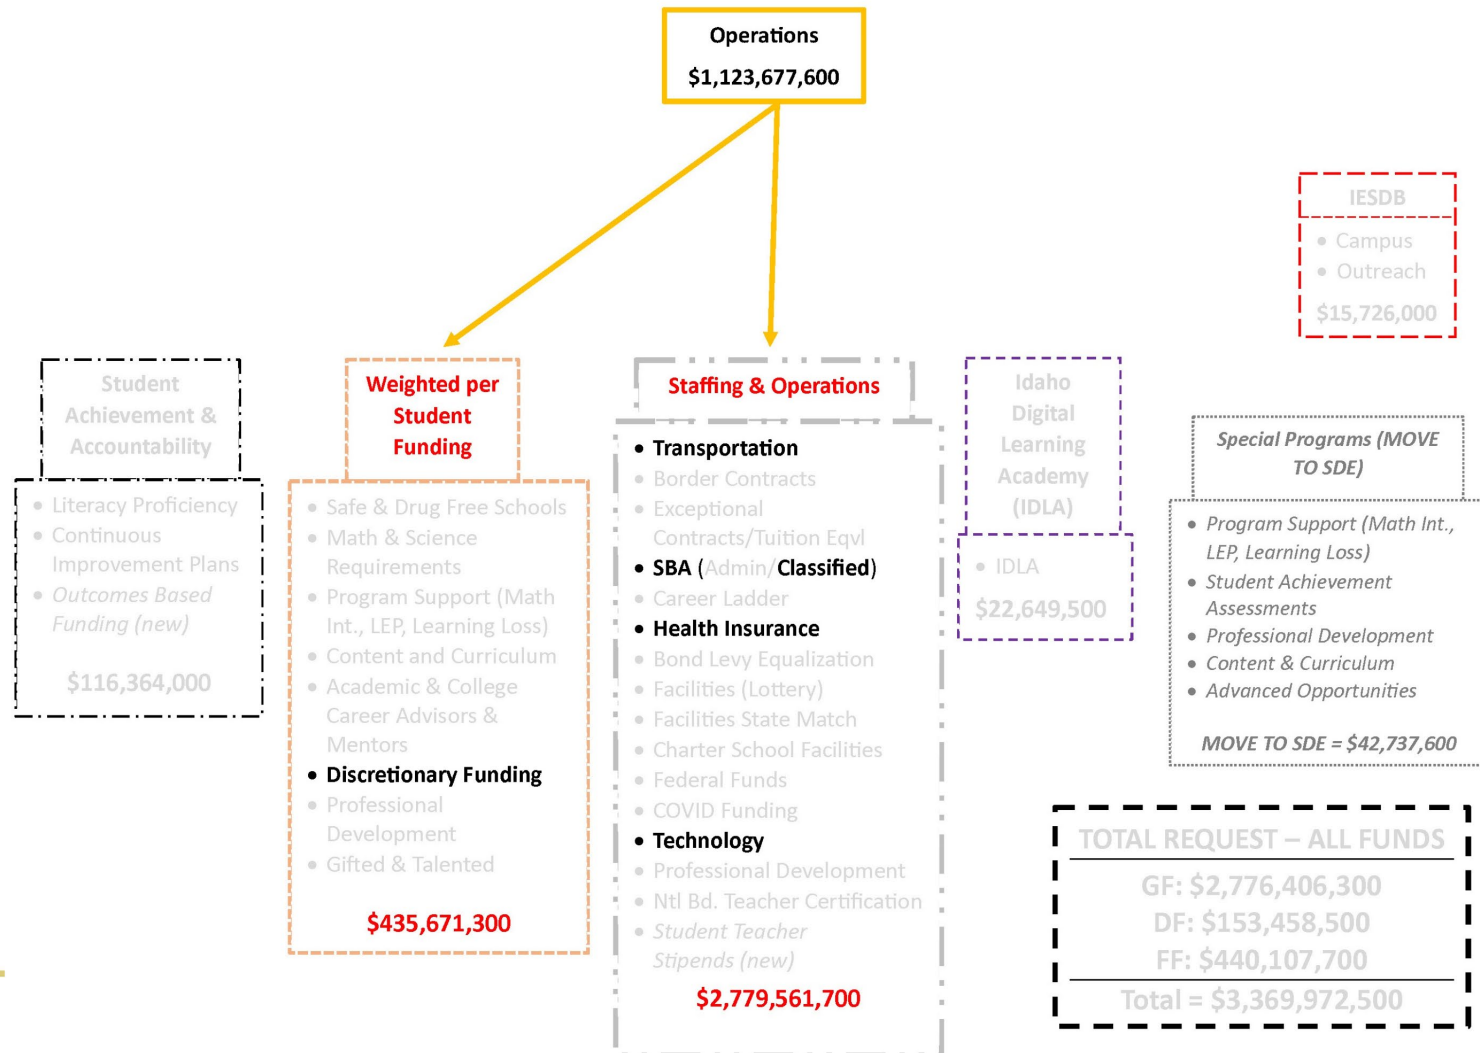 Operations
$1,123,677,600
IESDB
• Campus
• Outreach
$15,726,000
Student
Achievement &
Accountability
• Literacy Proficiency
• Continuous
Improvement Plans
• Outcomes Based
Funding (new)
$116,364,000
Weighted per
Student
Funding
• Safe & Drug Free Schools
• Math & Science
Requirements
• Program Support (Math
Int., LEP, Learning Loss)
• Content and Curriculum
• Academic & College
Career Advisors &
Mentors
• Discretionary Funding
• Professional
Development
• Gifted & Talented
$435,671,300
Staffing & Operations
• Transportation
• Border Contracts
• Exceptional
Contracts/Tuition Eqvl
• SBA (Admin/Classified)
• Career Ladder
• Health Insurance
• Bond Levy Equalization
• Facilities (Lottery)
• Facilities State Match
• Charter School Facilities
• Federal Funds
• COVID Funding
• Technology
• Professional Development
• Ntl Bd. Teacher Certification
• Student Teacher
Stipends (new)
$2,779,561,700
Idaho
Digital
Learning
Academy
(IDLA)
• IDLA
$22,649,500
Special Programs (MOVE
TO SDE)
• Program Support (Math Int.,
LEP, Learning Loss)
• Student Achievement
Assessments
• Professional Development
• Content & Curriculum
• Advanced Opportunities
MOVE TO SDE = $42,737,600
TOTAL REQUEST – ALL FUNDS
GF: $2,776,406,300
DF: $153,458,500
FF: $440,107,700
Total = $3,369,972,500